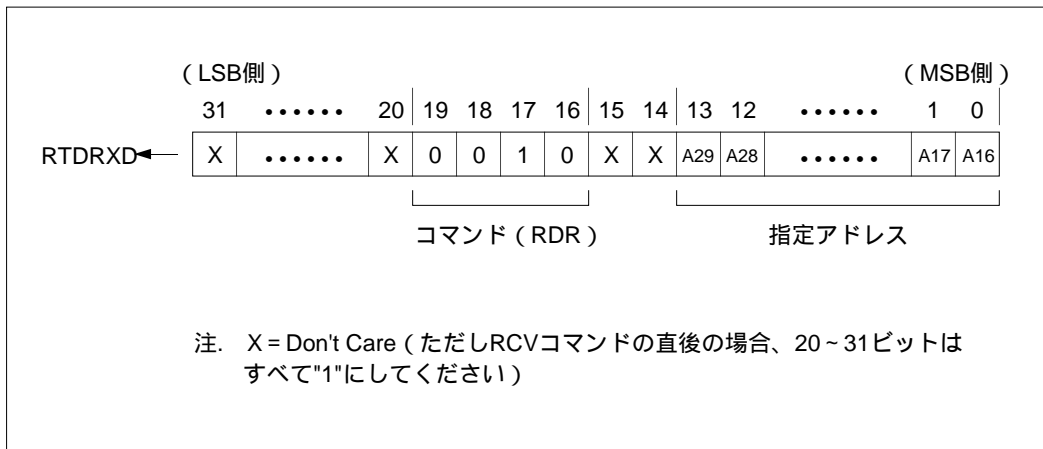 (LSB側) (MSB側)
31 •••••• 20 19 18 17 16 15 14 13 12 •••••• 1 0
RTDRXD X •••••• X 0 0 1 0 X X A29 A28 •••••• A17 A16
コマンド(RDR) 指定アドレス
注. X = Don't Care(ただしRCVコマンドの直後の場合、20~31ビットは
すべて"1"にしてください)